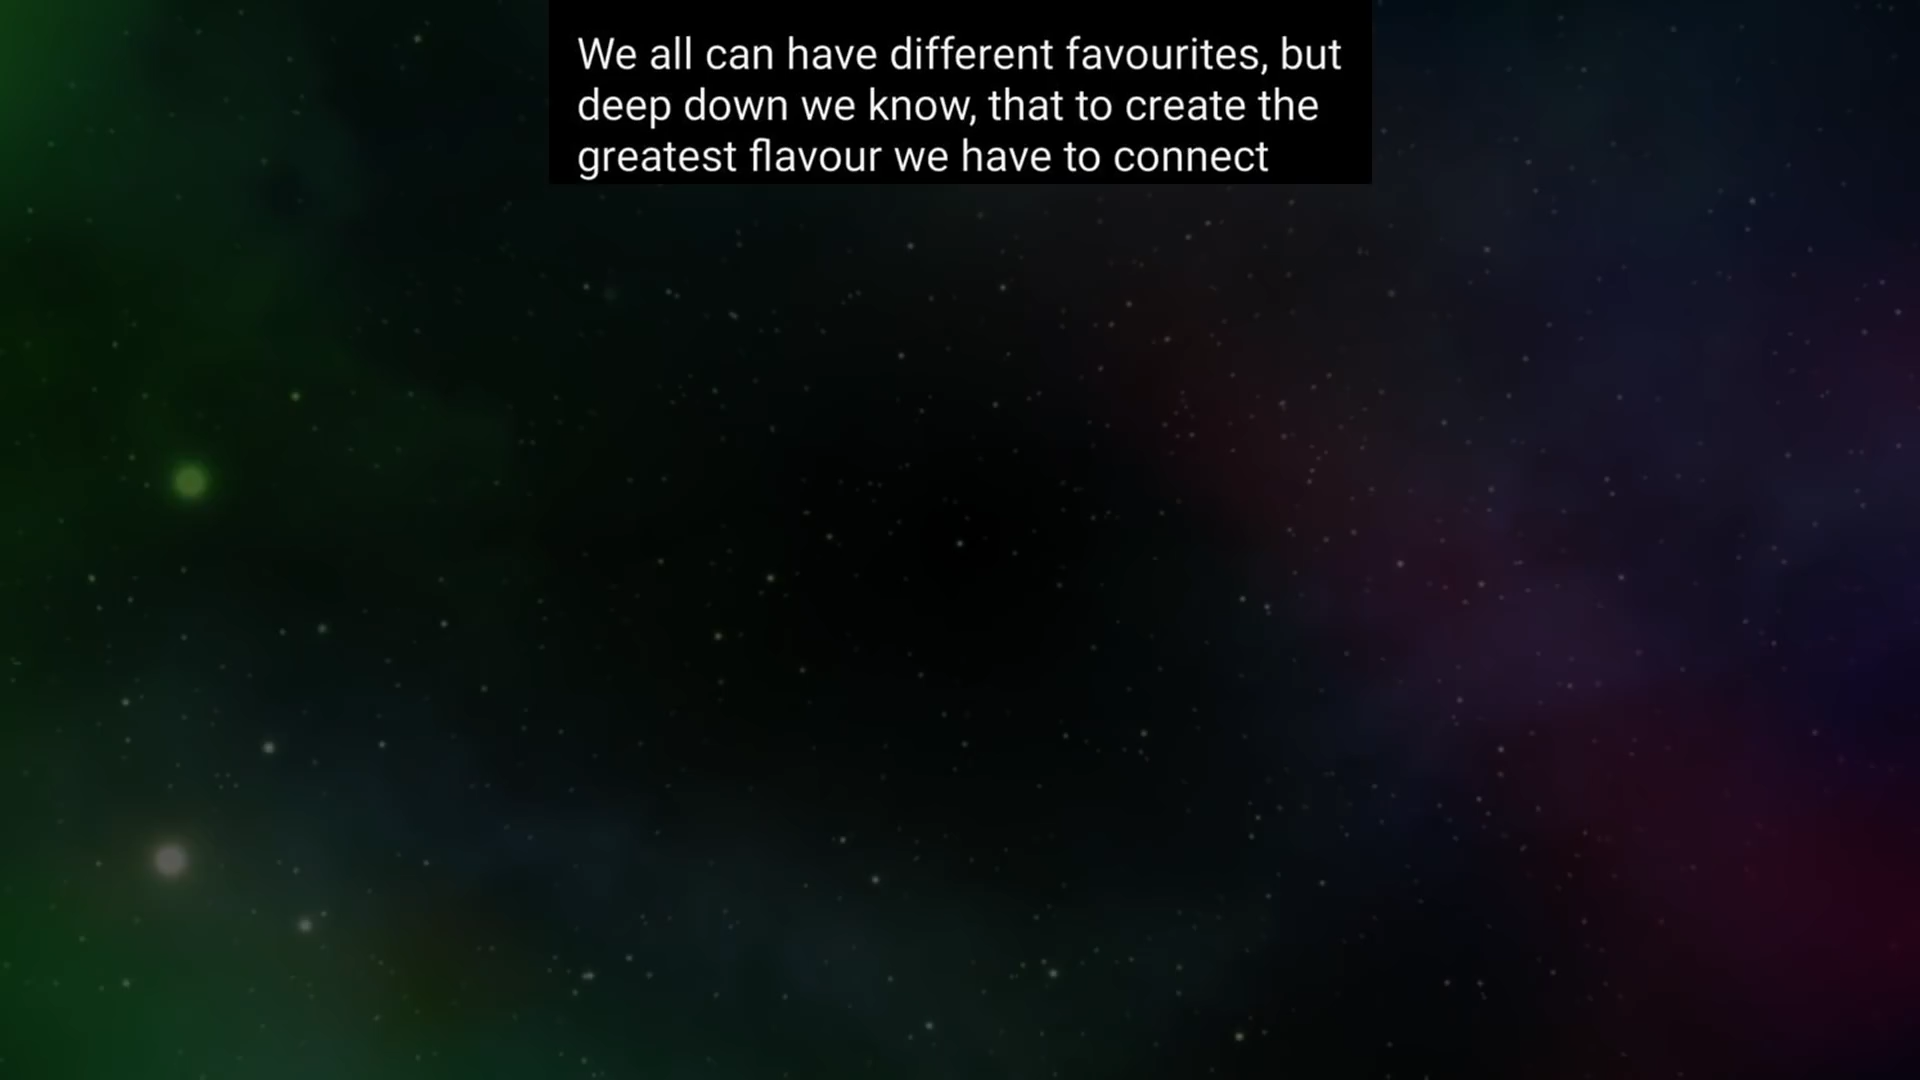 We all can have different favourites, but
deep down we know, that to create the
greatest flavour we have to connect